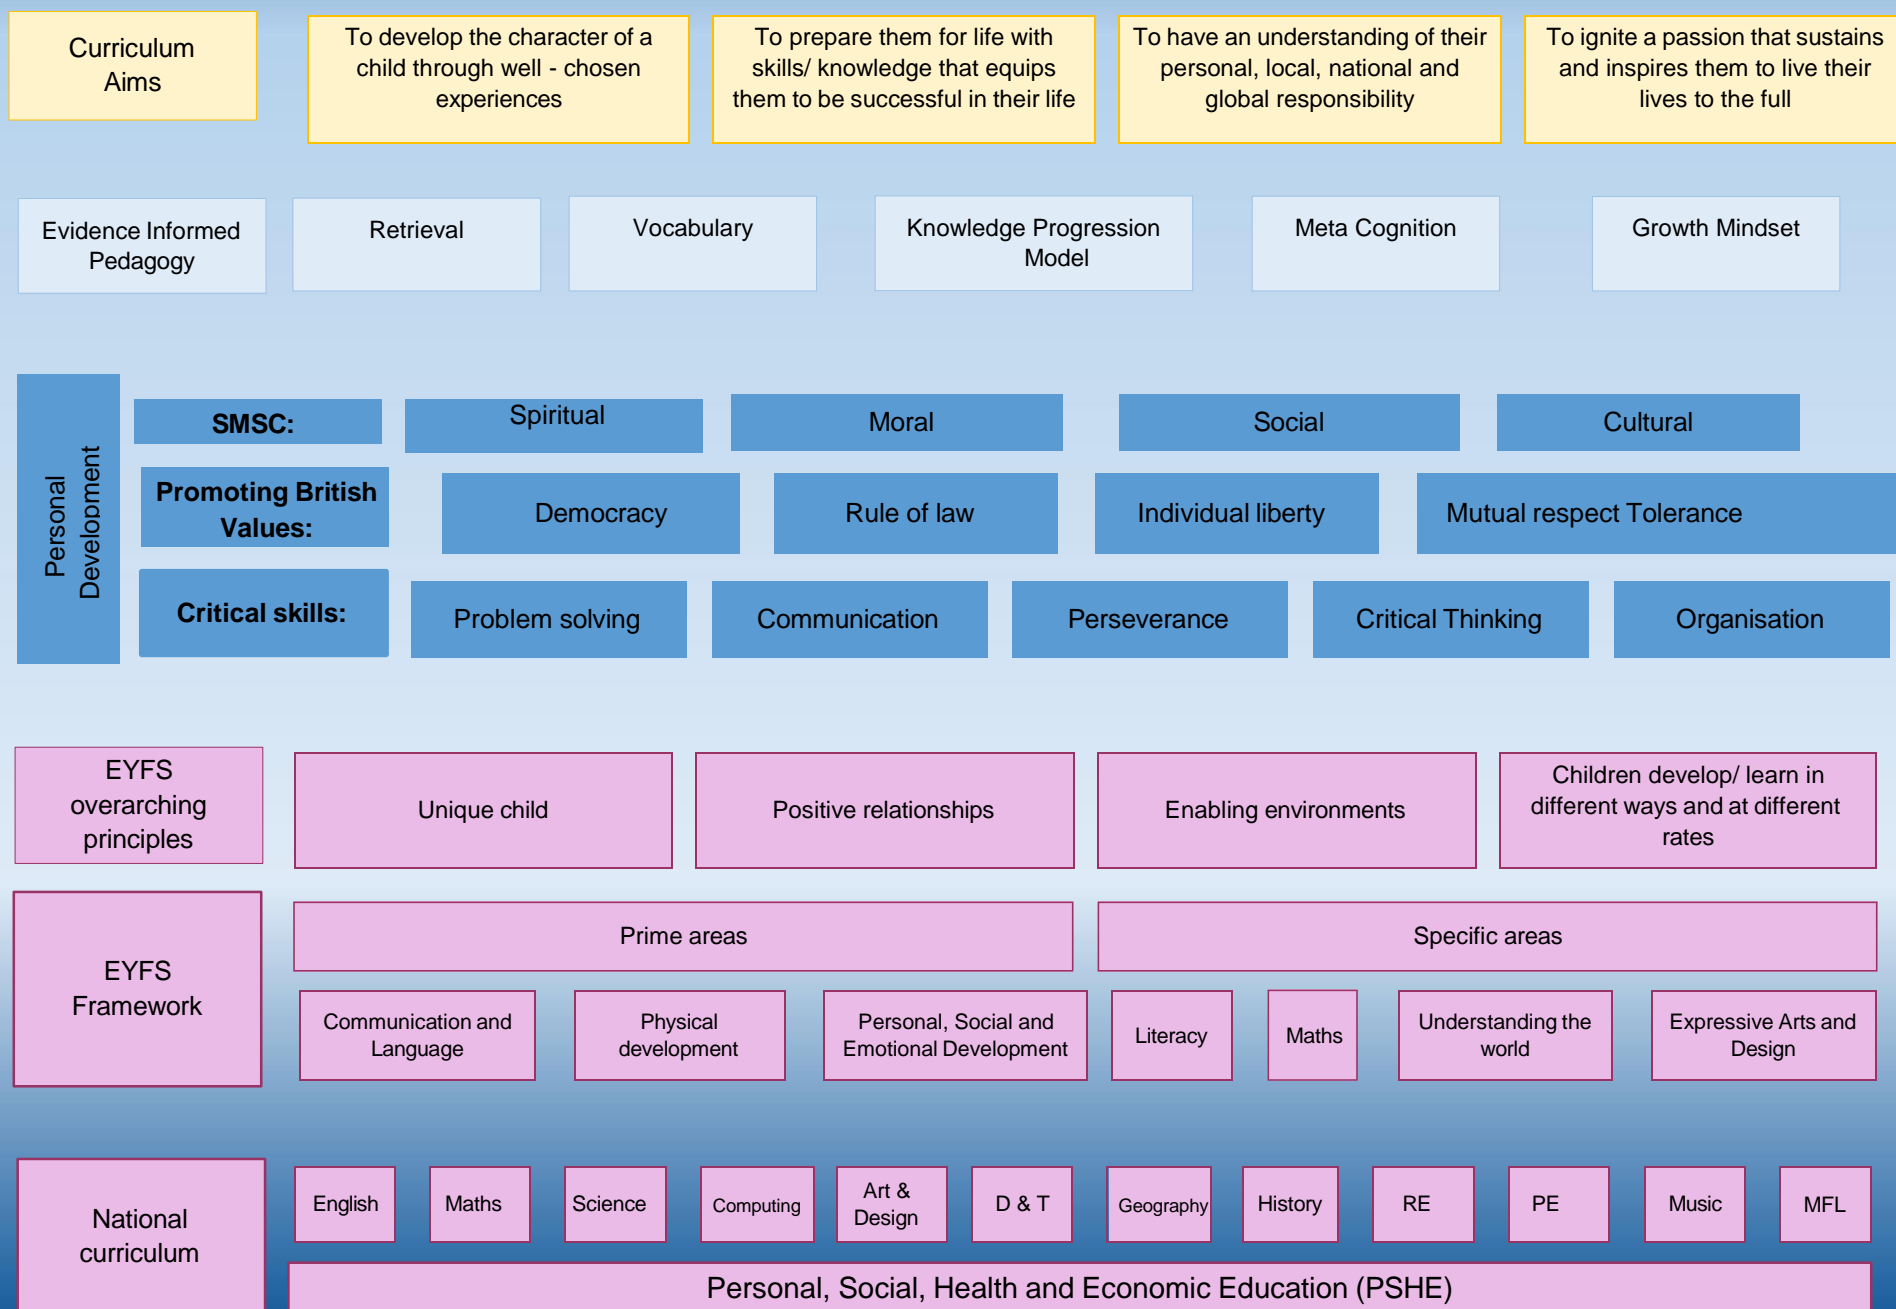 Curriculum
Aims
To develop the character of a
child through well - chosen
experiences
To prepare them for life with
skills/ knowledge that equips
them to be successful in their life
To have an understanding of their
personal, local, national and
global responsibility
To ignite a passion that sustains
and inspires them to live their
lives to the full
Evidence Informed
Pedagogy
Retrieval
Vocabulary
Knowledge Progression
Model
Meta Cognition
Growth Mindset
Personal
Development
SMSC:
Spiritual
Moral
Social
Cultural
Promoting British
Values:
Democracy
Rule of law
Individual liberty
Mutual respect Tolerance
Critical skills:
Problem solving
Communication
Perseverance
Critical Thinking
Organisation
EYFS
overarching
principles
Unique child
Positive relationships
Enabling environments
Children develop/ learn in
different ways and at different
rates
EYFS
Framework
Prime areas
Specific areas
Communication and
Language
Physical
development
Personal, Social and
Emotional Development
Literacy
Maths
Understanding the
world
Expressive Arts and
Design
National
curriculum
English
Maths
Science
Computing
Art &
Design
D & T
Geography
History
RE
PE
Music
MFL
Personal, Social, Health and Economic Education (PSHE)